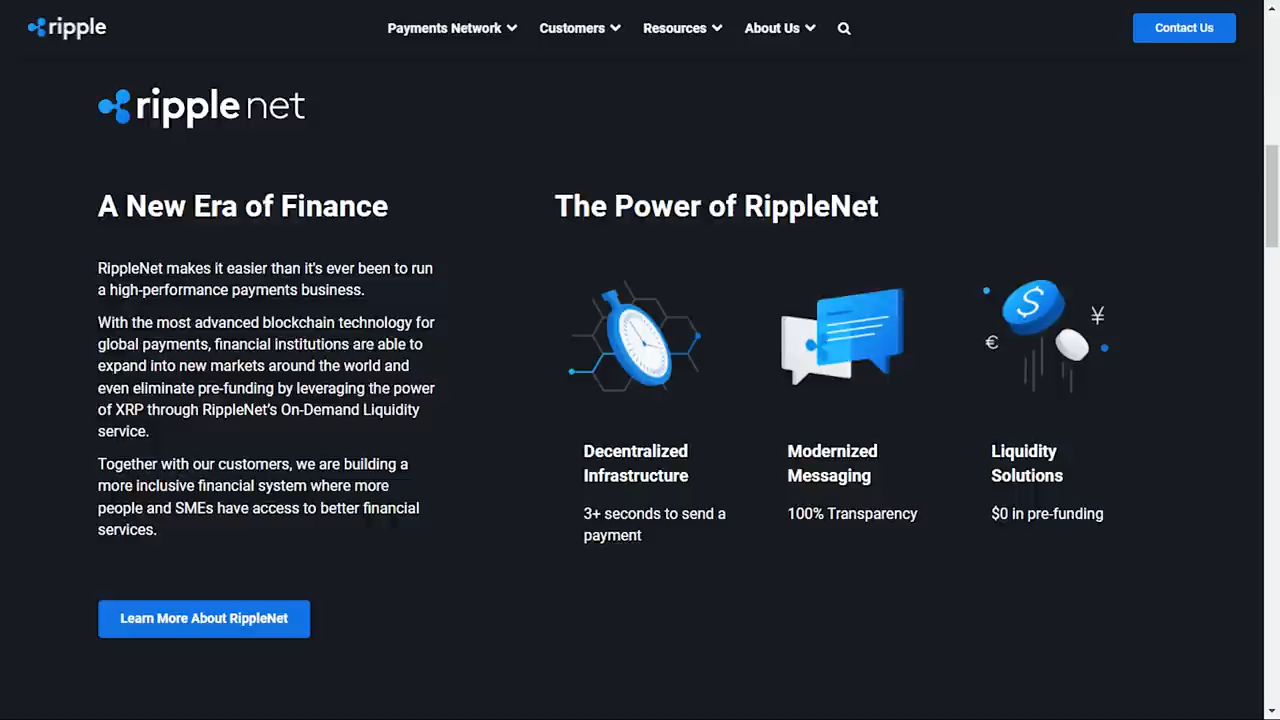 ripple
Payments Network
Customers
Resources
About Us
Contact Us
ripple net
A New Era of Finance
RippleNet makes it easier than it's ever been to run
a high-performance payments business.
With the most advanced blockchain technology for
global payments, financial institutions are able to
expand into new markets around the world and
even eliminate pre-funding by leveraging the power
of XRP through RippleNet's On-Demand Liquidity
service.
Together with our customers, we are building a
more inclusive financial system where more
people and SMEs have access to better financial
services.
Learn More About RippleNet
The Power of RippleNet
$
¥
€
Decentralized
Infrastructure
3+ seconds to send a
payment
Modernized
Messaging
100% Transparency
Liquidity
Solutions
$0 in pre-funding